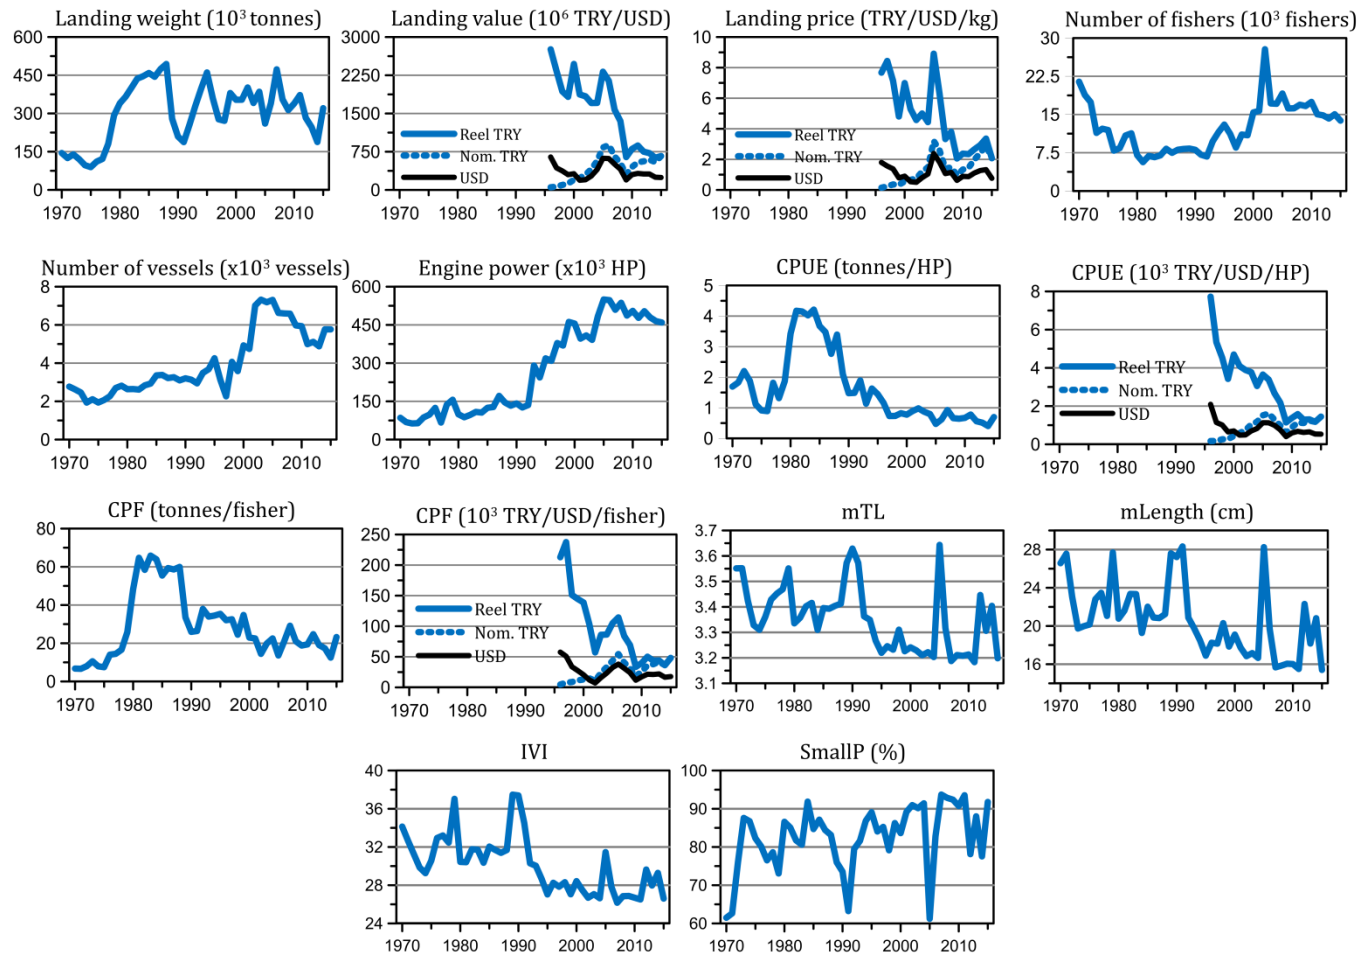 Landing weight (10³ tonnes)
600
450
300
150
0
1970 1980 1990 2000 2010
Landing value (10⁶ TRY/USD)
3000
2250
1500
750
0
Reel TRY
Nom. TRY
USD
1970 1980 1990 2000 2010
Landing price (TRY/USD/kg)
10
8
6
4
2
0
Reel TRY
Nom. TRY
USD
1970 1980 1990 2000 2010
Number of fishers (10³ fishers)
30
22.5
15
7.5
0
1970 1980 1990 2000 2010
Number of vessels (x10³ vessels)
8
6
4
2
0
1970 1980 1990 2000 2010
Engine power (x10³ HP)
600
450
300
150
0
1970 1980 1990 2000 2010
CPUE (tonnes/HP)
5
4
3
2
1
0
1970 1980 1990 2000 2010
CPUE (10³ TRY/USD/HP)
8
6
4
2
0
Reel TRY
Nom. TRY
USD
1970 1980 1990 2000 2010
CPF (tonnes/fisher)
80
60
40
20
0
1970 1980 1990 2000 2010
CPF (10³ TRY/USD/fisher)
250
200
150
100
50
0
Reel TRY
Nom. TRY
USD
1970 1980 1990 2000 2010
mTL
3.7
3.6
3.5
3.4
3.3
3.2
3.1
1970 1980 1990 2000 2010
mLength (cm)
28
24
20
16
1970 1980 1990 2000 2010
IVI
40
36
32
28
24
1970 1980 1990 2000 2010
SmallP (%)
100
90
80
70
60
1970 1980 1990 2000 2010